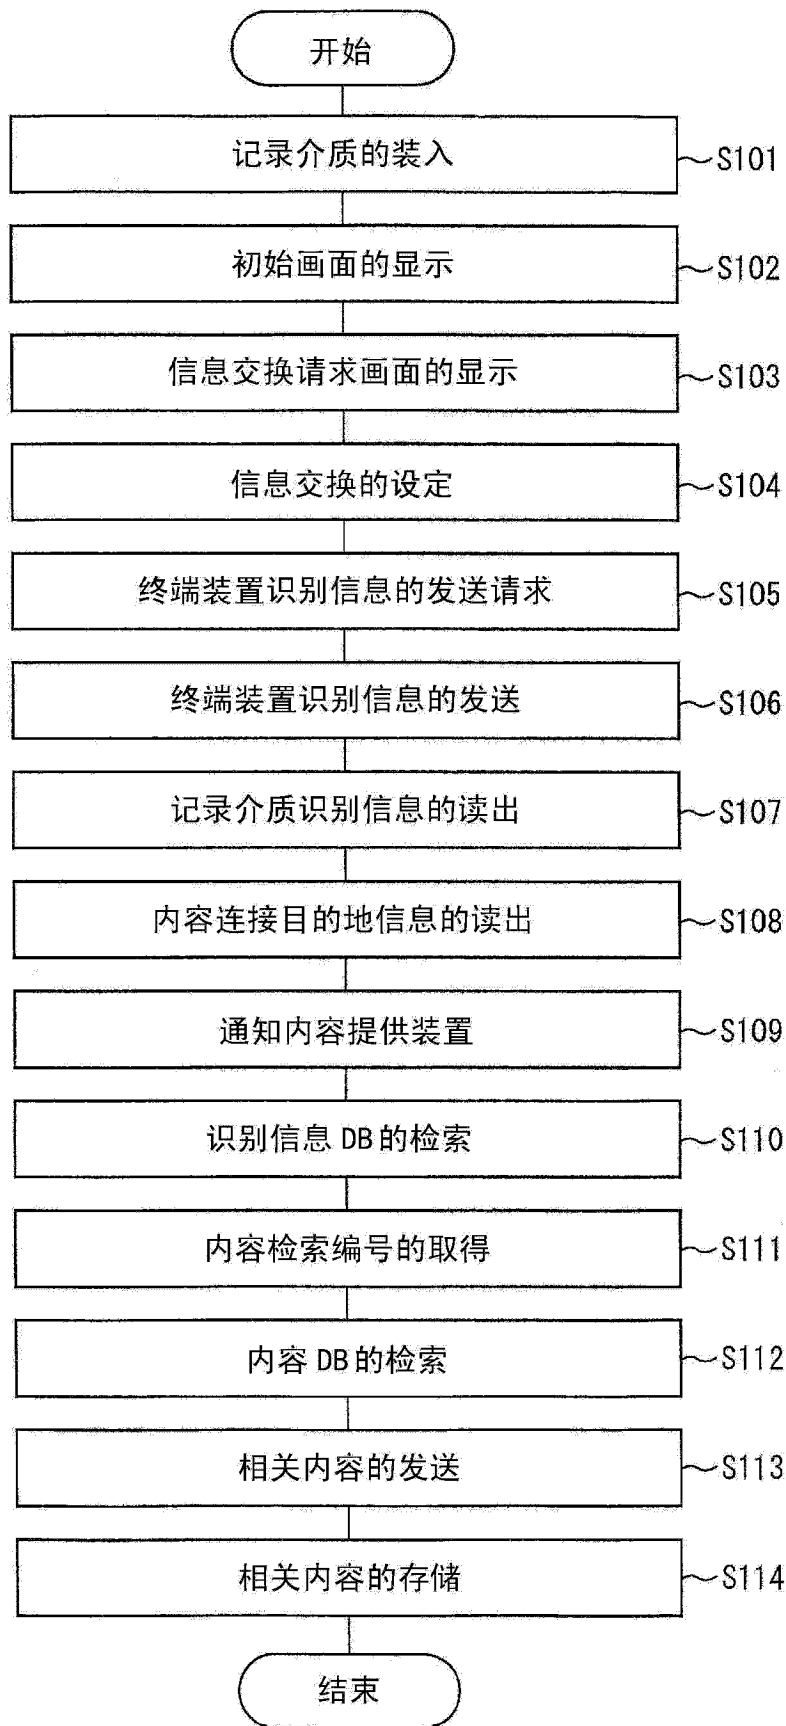 开始
记录介质的装入 S101
初始画面的显示 S102
信息交换请求画面的显示 S103
信息交换的设定 S104
终端装置识别信息的发送请求 S105
终端装置识别信息的发送 S106
记录介质识别信息的读出 S107
内容连接目的地信息的读出 S108
通知内容提供装置 S109
识别信息 DB 的检索 S110
内容检索编号的取得 S111
内容 DB 的检索 S112
相关内容的发送 S113
相关内容的存储 S114
结束